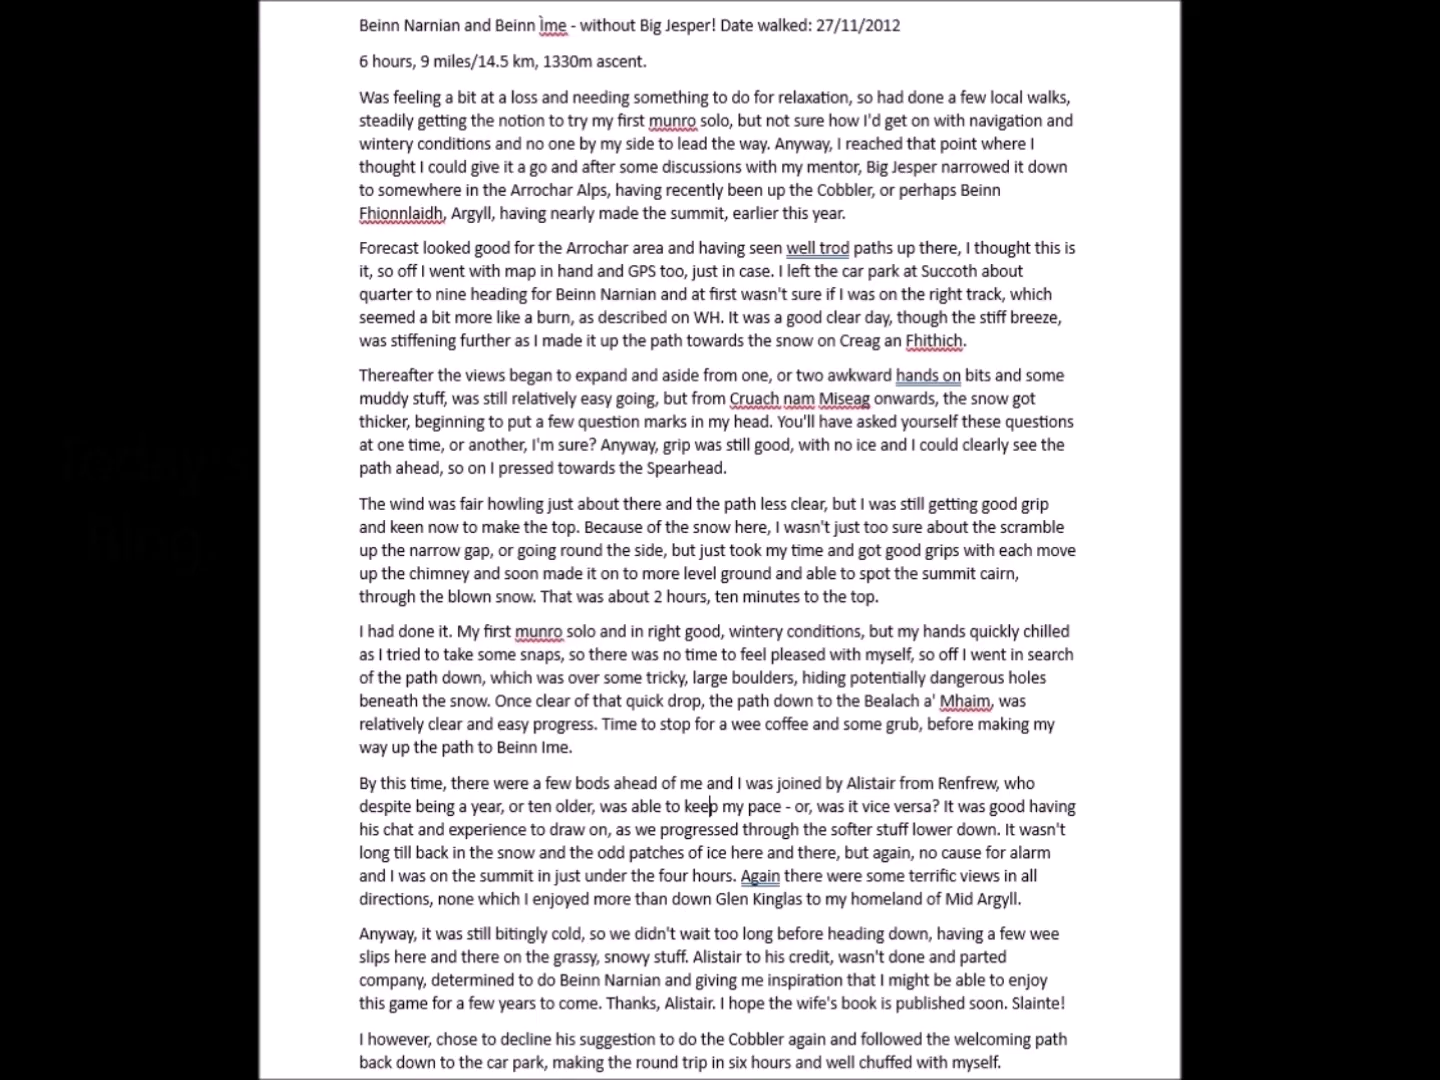 Beinn Narnian and Beinn Ìme - without Big Jesper! Date walked: 27/11/2012
6 hours, 9 miles/14.5 km, 1330m ascent.
Was feeling a bit at a loss and needing something to do for relaxation, so had done a few local walks,
steadily getting the notion to try my first munro solo, but not sure how I'd get on with navigation and
wintery conditions and no one by my side to lead the way. Anyway, I reached that point where I
thought I could give it a go and after some discussions with my mentor, Big Jesper narrowed it down
to somewhere in the Arrochar Alps, having recently been up the Cobbler, or perhaps Beinn
Fhionnlaidh, Argyll, having nearly made the summit, earlier this year.
Forecast looked good for the Arrochar area and having seen well trod paths up there, I thought this is
it, so off I went with map in hand and GPS too, just in case. I left the car park at Succoth about
quarter to nine heading for Beinn Narnian and at first wasn't sure if I was on the right track, which
seemed a bit more like a burn, as described on WH. It was a good clear day, though the stiff breeze,
was stiffening further as I made it up the path towards the snow on Creag an Fhithich.
Thereafter the views began to expand and aside from one, or two awkward hands on bits and some
muddy stuff, was still relatively easy going, but from Cruach nam Miseag onwards, the snow got
thicker, beginning to put a few question marks in my head. You'll have asked yourself these questions
at one time, or another, I'm sure? Anyway, grip was still good, with no ice and I could clearly see the
path ahead, so on I pressed towards the Spearhead.
The wind was fair howling just about there and the path less clear, but I was still getting good grip
and keen now to make the top. Because of the snow here, I wasn't just too sure about the scramble
up the narrow gap, or going round the side, but just took my time and got good grips with each move
up the chimney and soon made it on to more level ground and able to spot the summit cairn,
through the blown snow. That was about 2 hours, ten minutes to the top.
I had done it. My first munro solo and in right good, wintery conditions, but my hands quickly chilled
as I tried to take some snaps, so there was no time to feel pleased with myself, so off I went in search
of the path down, which was over some tricky, large boulders, hiding potentially dangerous holes
beneath the snow. Once clear of that quick drop, the path down to the Bealach a' Mhaim, was
relatively clear and easy progress. Time to stop for a wee coffee and some grub, before making my
way up the path to Beinn Ime.
By this time, there were a few bods ahead of me and I was joined by Alistair from Renfrew, who
despite being a year, or ten older, was able to keep my pace - or, was it vice versa? It was good having
his chat and experience to draw on, as we progressed through the softer stuff lower down. It wasn't
long till back in the snow and the odd patches of ice here and there, but again, no cause for alarm
and I was on the summit in just under the four hours. Again there were some terrific views in all
directions, none which I enjoyed more than down Glen Kinglas to my homeland of Mid Argyll.
Anyway, it was still bitingly cold, so we didn't wait too long before heading down, having a few wee
slips here and there on the grassy, snowy stuff. Alistair to his credit, wasn't done and parted
company, determined to do Beinn Narnian and giving me inspiration that I might be able to enjoy
this game for a few years to come. Thanks, Alistair. I hope the wife's book is published soon. Slainte!
I however, chose to decline his suggestion to do the Cobbler again and followed the welcoming path
back down to the car park, making the round trip in six hours and well chuffed with myself.